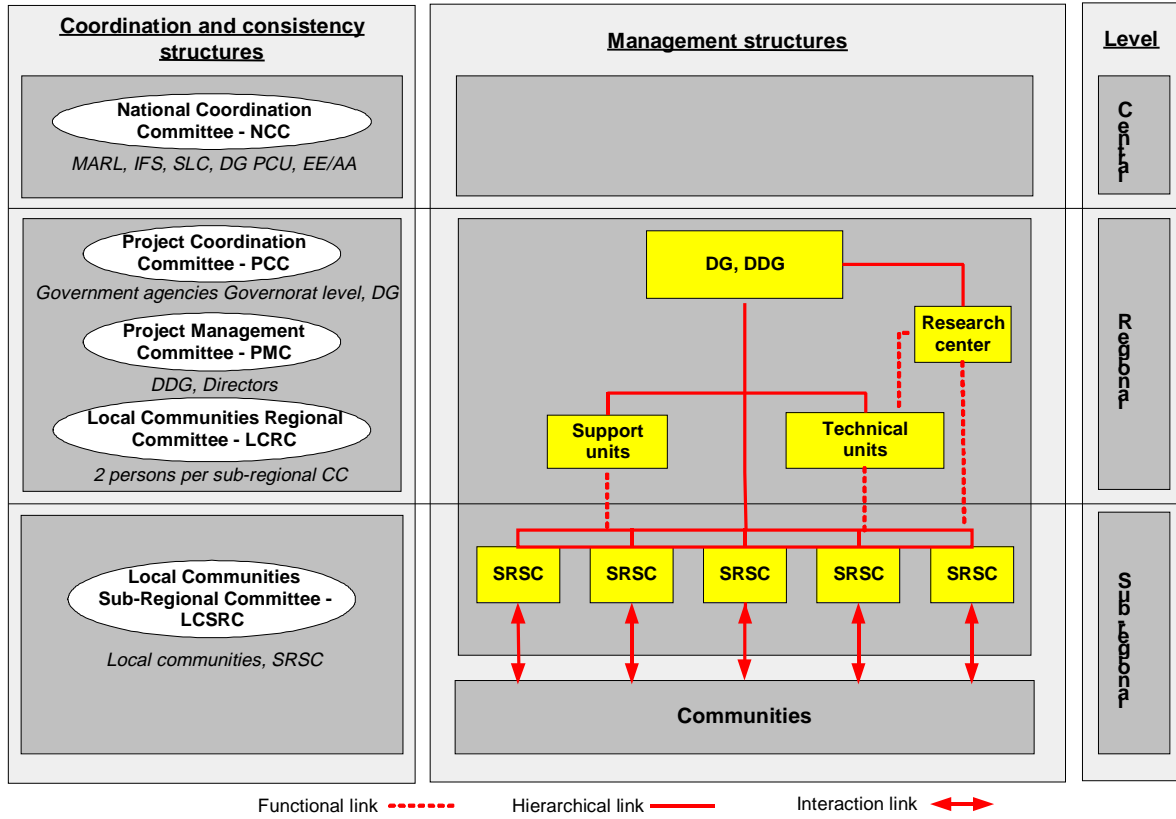 Coordination and consistency
structures
Management structures
Level
National Coordination
Committee - NCC
MARL, IFS, SLC, DG PCU, EE/AA
Central
Project Coordination
Committee - PCC
Government agencies Governorat level, DG
Project Management
Committee - PMC
DDG, Directors
Local Communities Regional
Committee - LCRC
2 persons per sub-regional CC
DG, DDG
Research
center
Support
units
Technical
units
Regional
Local Communities
Sub-Regional Committee -
LCSRC
Local communities, SRSC
SRSC
SRSC
SRSC
SRSC
SRSC
Communities
Sub-regional
Functional link
Hierarchical link
Interaction link